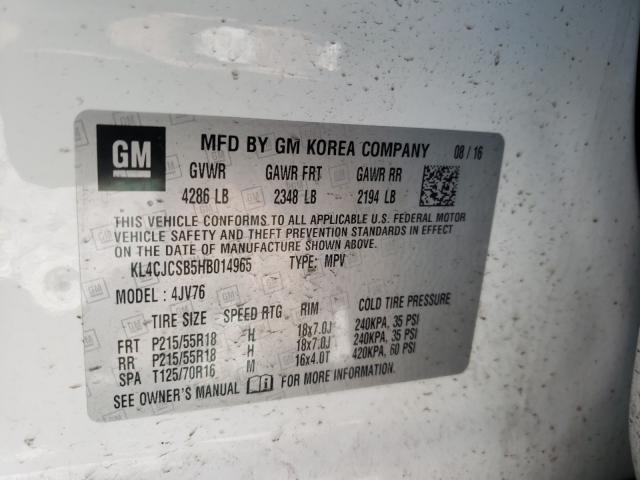 GM
MFD BY GM KOREA COMPANY 08 / 16
GVWR GAWR FRT GAWR RR
4286 LB 2348 LB 2194 LB
THIS VEHICLE CONFORMS TO ALL APPLICABLE U.S. FEDERAL MOTOR
VEHICLE SAFETY AND THEFT PREVENTION STANDARDS IN EFFECT
ON THE DATE OF MANUFACTURE SHOWN ABOVE.
KL4CJCSB5HB014965 TYPE: MPV
MODEL : 4JV76
TIRE SIZE SPEED RTG RIM COLD TIRE PRESSURE
FRT P215/55R18 H 18x7.0J 240KPA, 35 PSI
RR P215/55R18 H 18x7.0J 240KPA, 35 PSI
SPA T125/70R16 M 16x4.0T 420KPA, 60 PSI
SEE OWNER'S MANUAL FOR MORE INFORMATION.